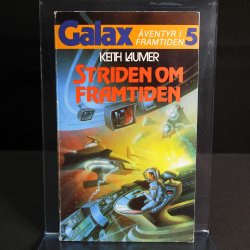 Galax ÄVENTYR I FRAMTIDEN 5
KEITH LAUMER
STRIDEN OM
FRAMTIDEN